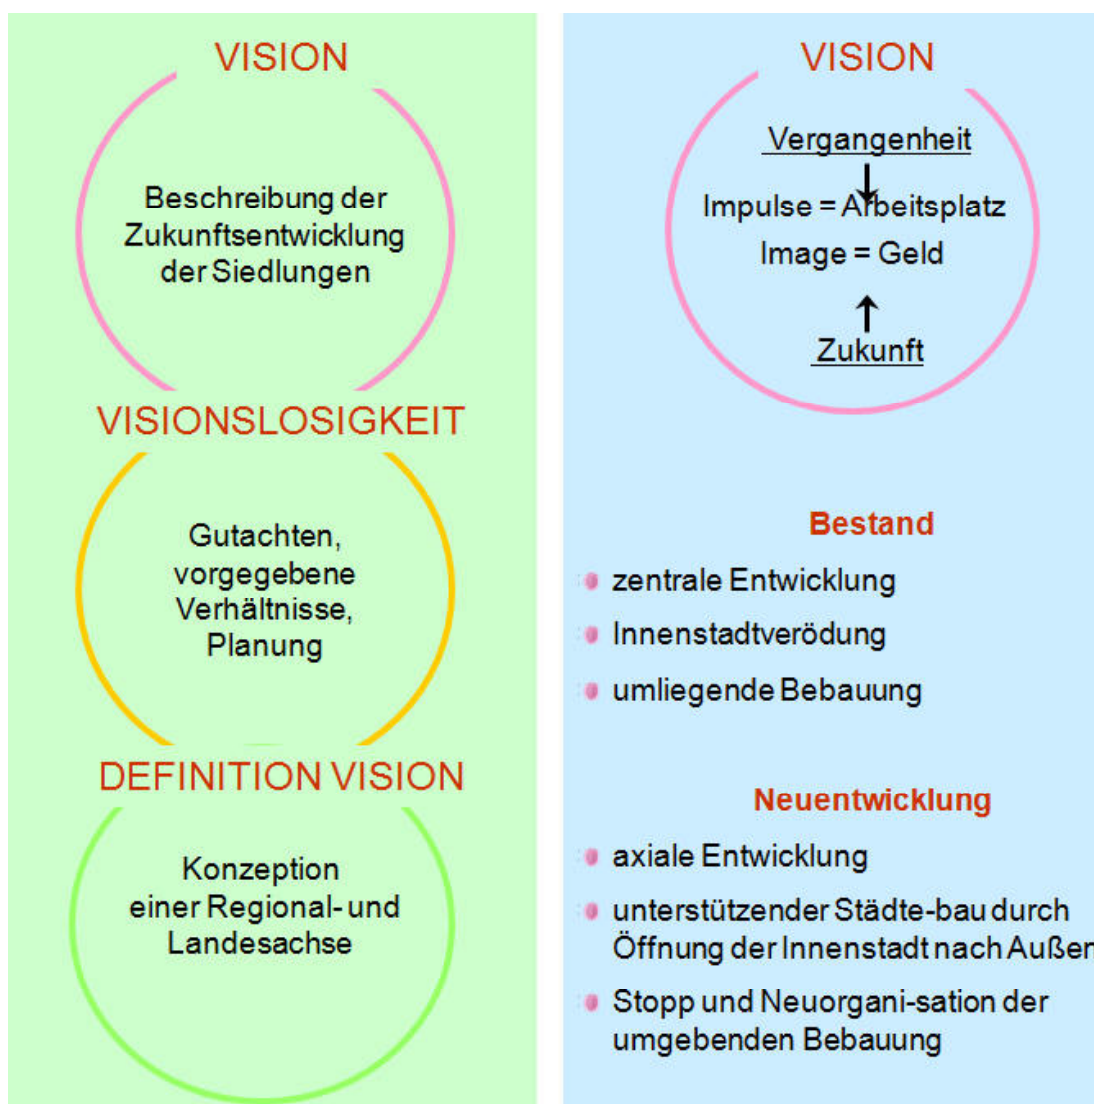 VISION
Beschreibung der
Zukunftsentwicklung
der Siedlungen
VISIONSLOSIGKEIT
Gutachten,
vorgegebene
Verhältnisse,
Planung
DEFINITION VISION
Konzeption
einer Regional- und
Landesachse
VISION
Vergangenheit
Impulse = Arbeitsplatz
Image = Geld
Zukunft
Bestand
zentrale Entwicklung
Innenstadtverödung
umliegende Bebauung
Neuentwicklung
axiale Entwicklung
unterstützender Städte-bau durch
Öffnung der Innenstadt nach Außen
Stopp und Neuorgani-sation der
umgebenden Bebauung